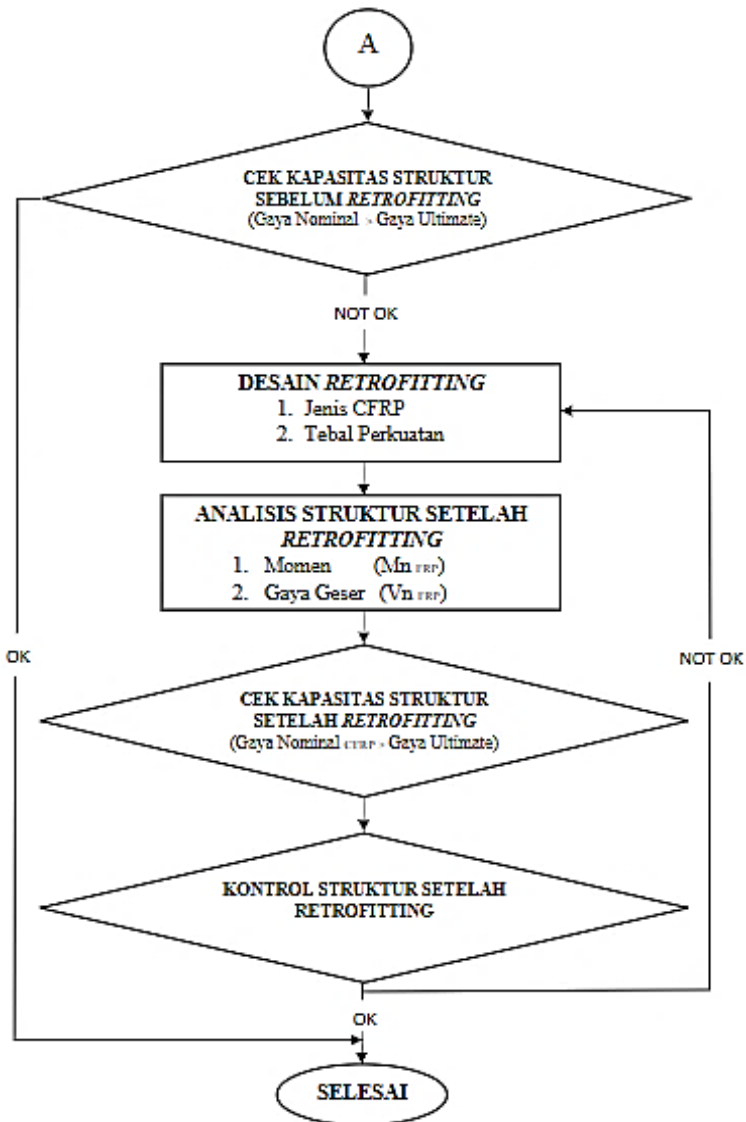 A
CEK KAPASITAS STRUKTUR
SEBELUM RETROFITTING
(Gaya Nominal > Gaya Ultimate)
NOT OK
DESAIN RETROFITTING
1. Jenis CFRP
2. Tebal Perkuatan
ANALISIS STRUKTUR SETELAH
RETROFITTING
1. Momen (Mn FRP)
2. Gaya Geser (Vn FRP)
OK
NOT OK
CEK KAPASITAS STRUKTUR
SETELAH RETROFITTING
(Gaya Nominal CFRP > Gaya Ultimate)
KONTROL STRUKTUR SETELAH
RETROFITTING
OK
SELESAI